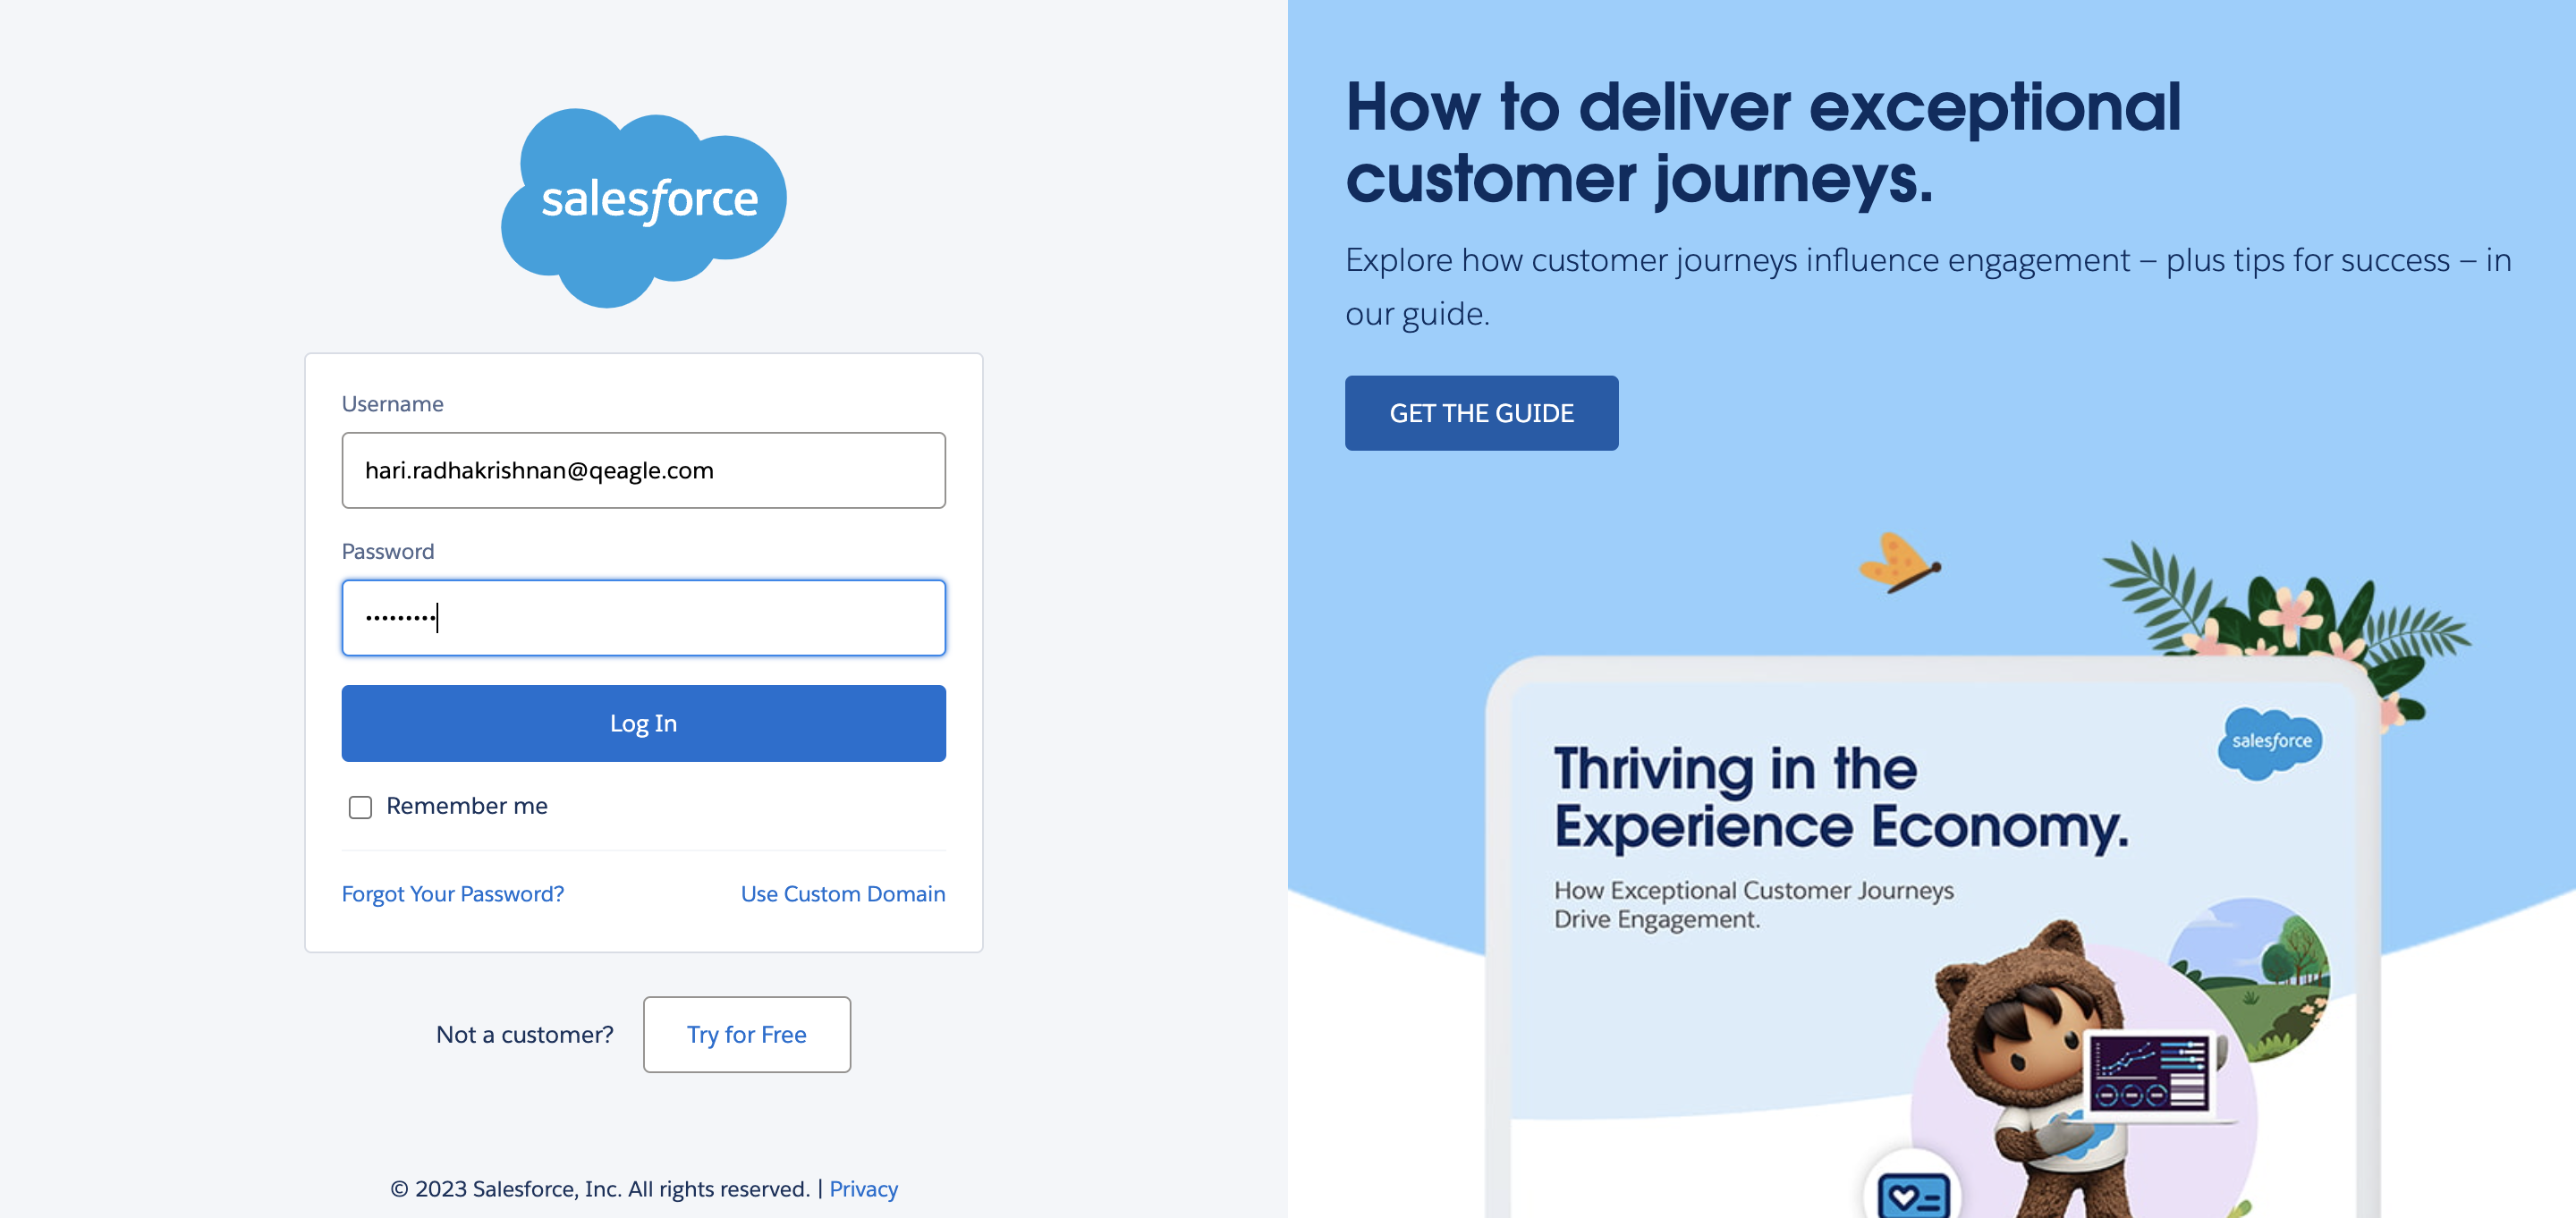 salesforce
Username
hari.radhakrishnan@qeagle.com
Password
•••••••••
Log In
Remember me
Forgot Your Password?
Use Custom Domain
Not a customer?
Try for Free
© 2023 Salesforce, Inc. All rights reserved. | Privacy
How to deliver exceptional
customer journeys.
Explore how customer journeys influence engagement – plus tips for success – in
our guide.
GET THE GUIDE
salesforce
Thriving in the
Experience Economy.
How Exceptional Customer Journeys
Drive Engagement.